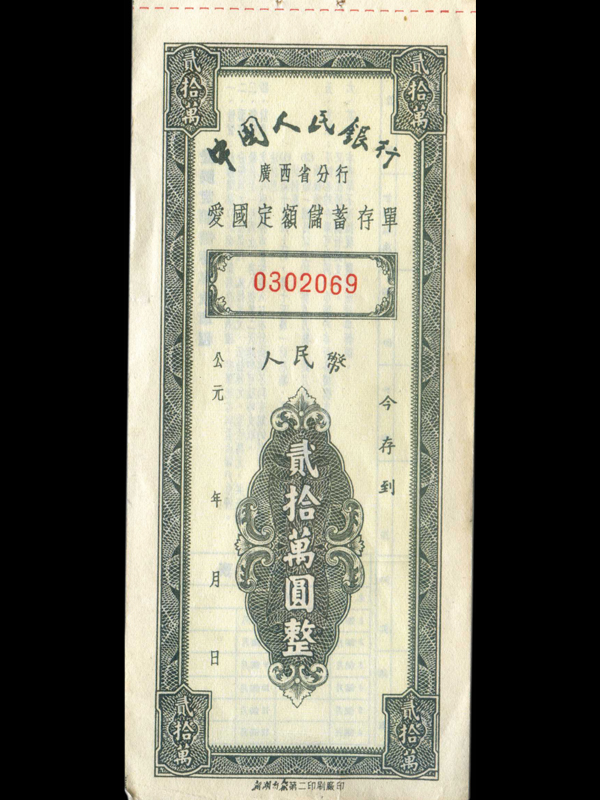 貳拾萬
貳拾萬
中國人民銀行
廣西省分行
愛國定額儲蓄存單
0302069
人民幣
今存到
貳拾萬圓整
公元 年 月 日
貳拾萬
貳拾萬
第二印刷廠印